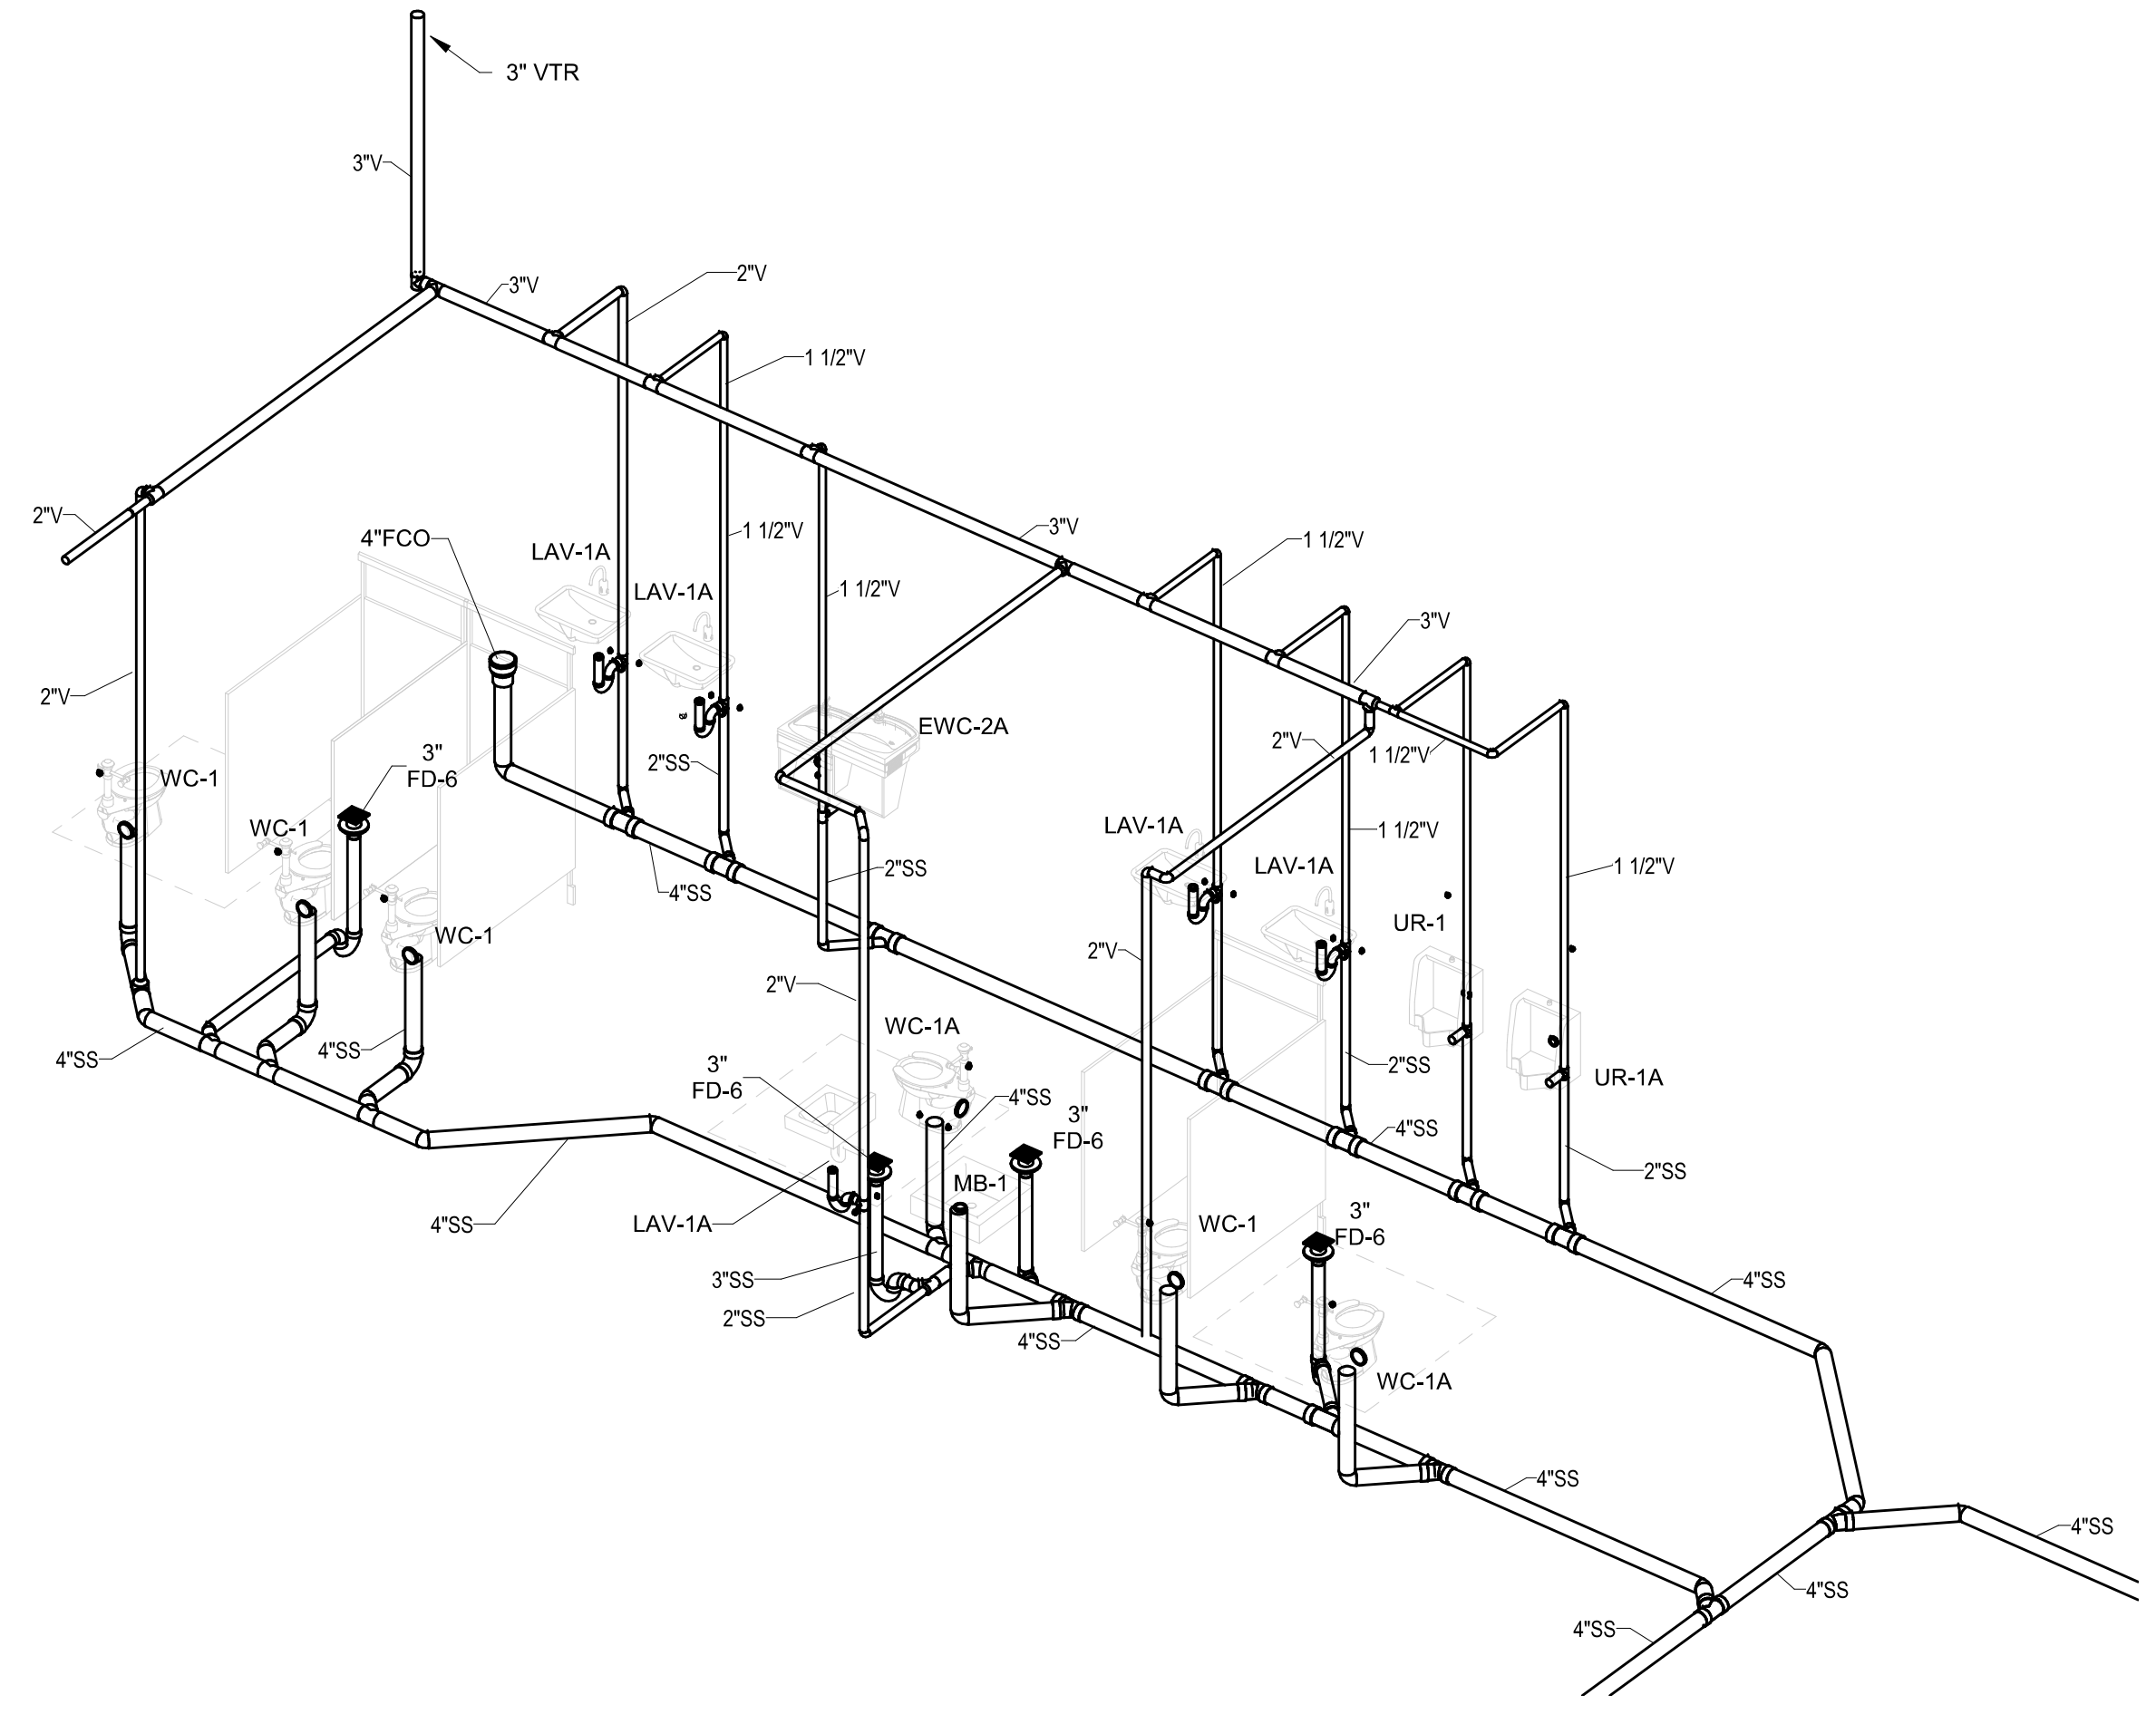 3" VTR
3"V
3"V
2"V
1 1/2"V
2"V
4"FCO
LAV-1A
LAV-1A
1 1/2"V
1 1/2"V
3"V
1 1/2"V
3"V
2"V
WC-1
3"
FD-6
WC-1
WC-1
2"SS
EWC-2A
2"V
1 1/2"V
4"SS
2"SS
LAV-1A
LAV-1A
1 1/2"V
UR-1
1 1/2"V
4"SS
4"SS
2"V
2"V
WC-1A
3"
FD-6
4"SS
3"
FD-6
2"SS
4"SS
UR-1A
2"SS
4"SS
LAV-1A
MB-1
WC-1
3"
FD-6
3"SS
2"SS
4"SS
4"SS
WC-1A
4"SS
4"SS
4"SS
4"SS